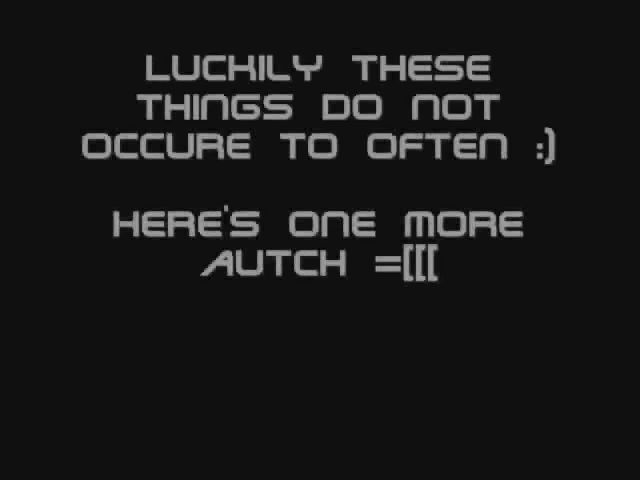 LUCKILY THESE
THINGS DO NOT
OCCURE TO OFTEN :)
HERE'S ONE MORE
AUTCH =[[[